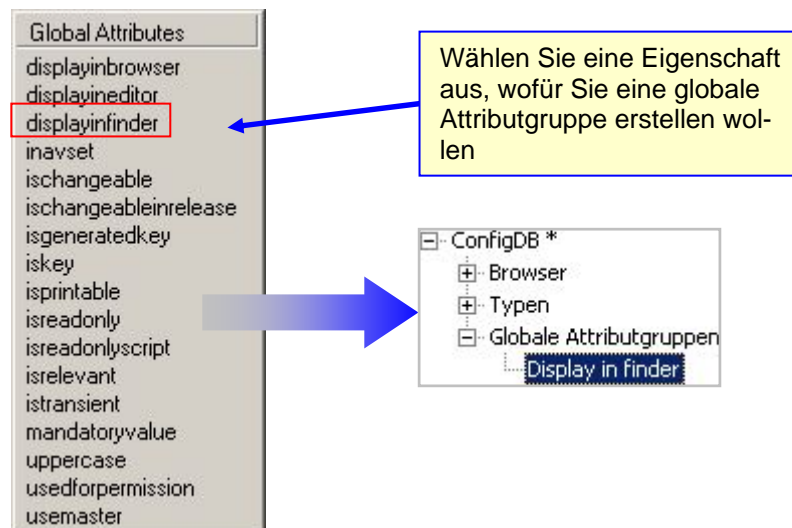 Global Attributes
displayinbrowser
displayineditor
displayinfinder
inavset
ischangeable
ischangeableinrelease
isgeneratedkey
iskey
isprintable
isreadonly
isreadonlyscript
isrelevant
istransient
mandatoryvalue
uppercase
usedforpermission
usemaster
Wählen Sie eine Eigenschaft
aus, wofür Sie eine globale
Attributgruppe erstellen wol-
len
ConfigDB *
Browser
Typen
Globale Attributgruppen
Display in finder